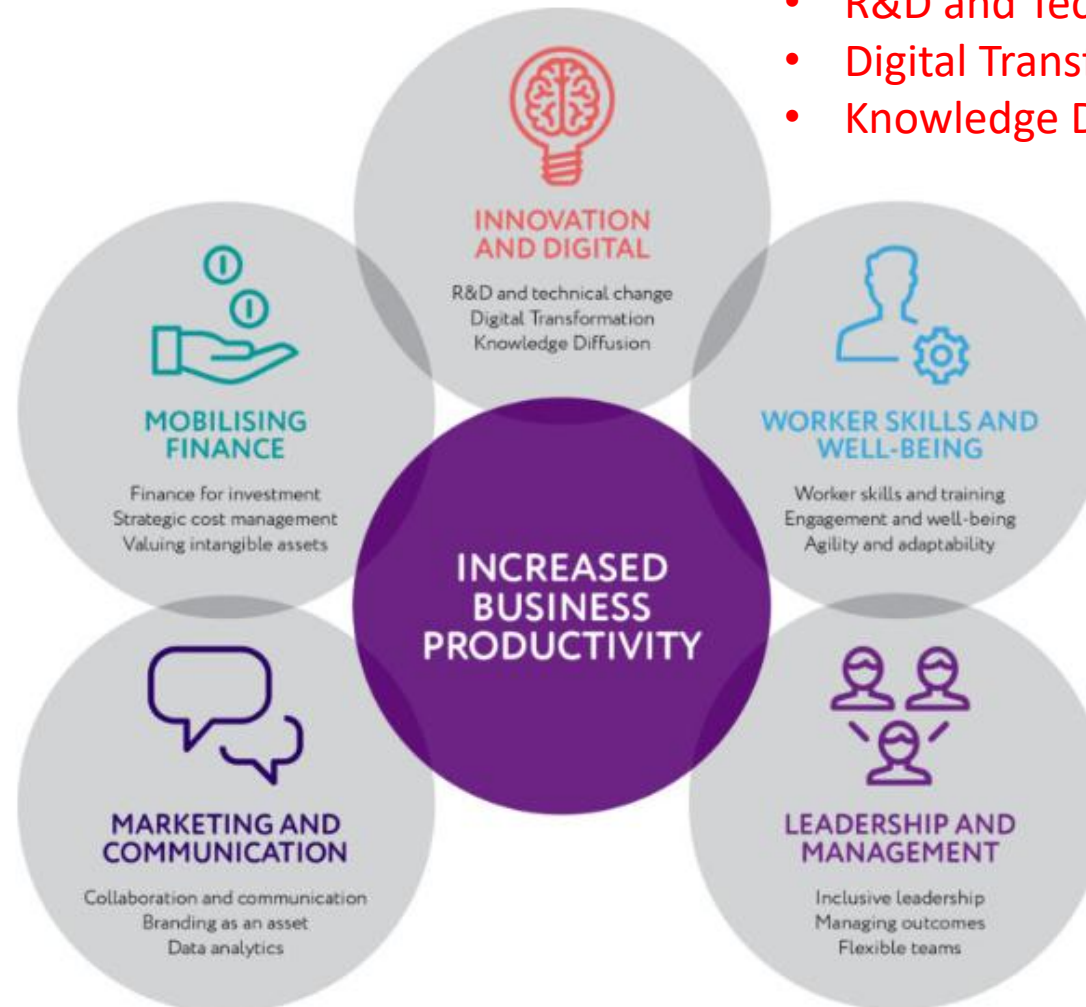 • R&D and
• Digital
• Knowledge
INNOVATION
AND DIGITAL
R&D and technical change
Digital Transformation
Knowledge Diffusion
MOBILISING
FINANCE
Finance for investment
Strategic cost management
Valuing intangible assets
WORKER SKILLS AND
WELL-BEING
Worker skills and training
Engagement and well-being
Agility and adaptability
INCREASED
BUSINESS
PRODUCTIVITY
MARKETING AND
COMMUNICATION
Collaboration and communication
Branding as an asset
Data analytics
LEADERSHIP AND
MANAGEMENT
Inclusive leadership
Managing outcomes
Flexible teams